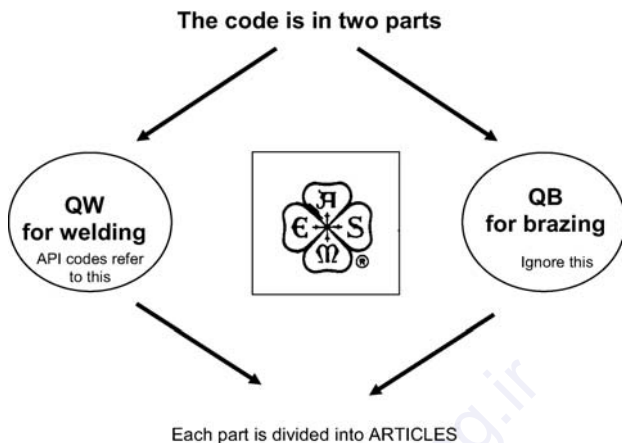 The code is in two parts
QW
for welding
API codes refer
to this
A
E S
M
®
QB
for brazing
Ignore this
Each part is divided into ARTICLES
g.ir